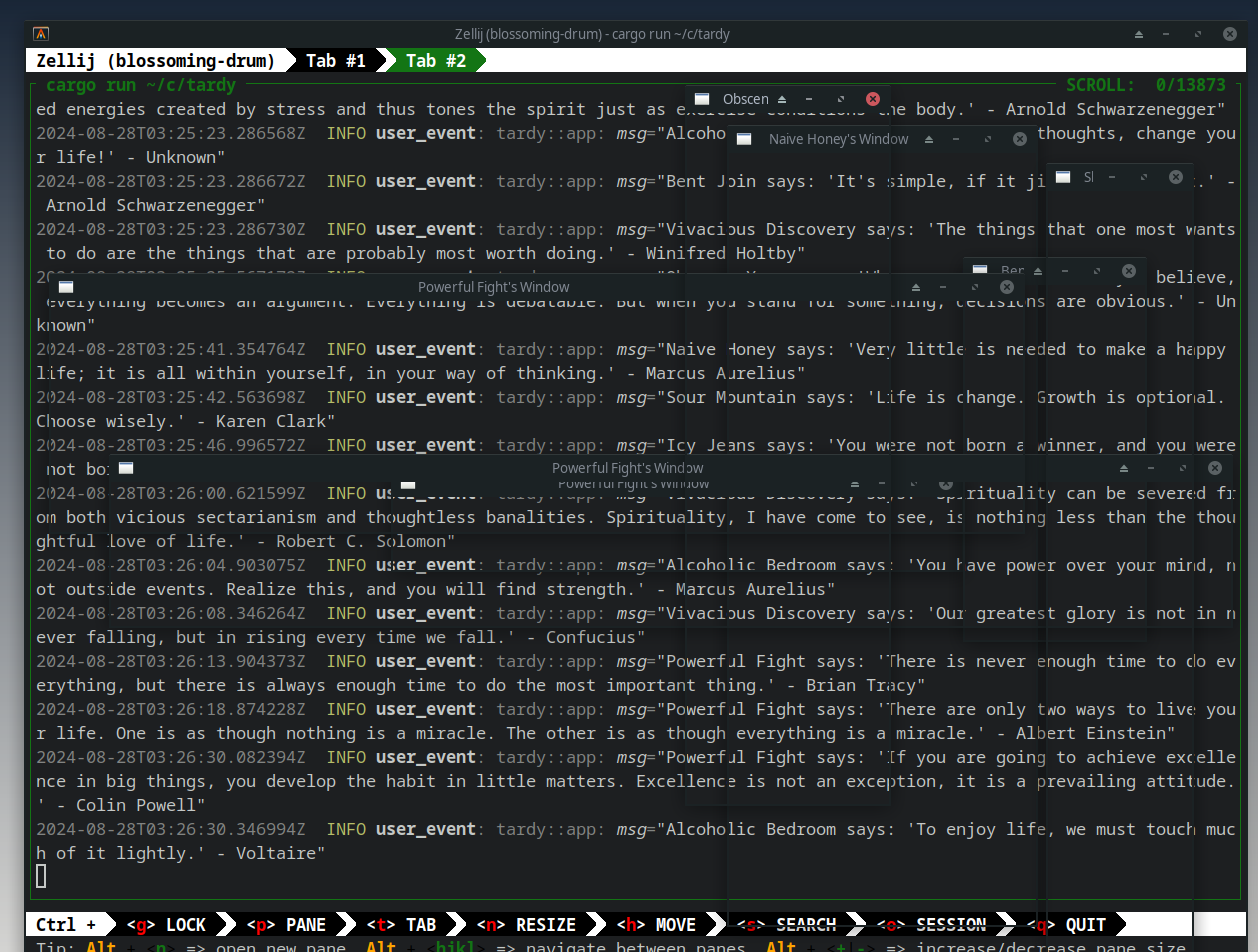 Zellij (blossoming-drum) - cargo run ~/c/tardy
Zellij (blossoming-drum) Tab #1 Tab #2
cargo run ~/c/tardy SCROLL: 0/13873
ed energies created by stress and thus tones the spirit just as exercise conditions the body.' - Arnold Schwarzenegger"
Obscen
2024-08-28T03:25:23.286568Z INFO user_event: tardy::app: msg="Alcoho thoughts, change you
Naive Honey's Window
r life!' - Unknown"
2024-08-28T03:25:23.286672Z INFO user_event: tardy::app: msg="Bent Join says: 'It's simple, if it ji .' -
Sl
Arnold Schwarzenegger"
2024-08-28T03:25:23.286730Z INFO user_event: tardy::app: msg="Vivacious Discovery says: 'The things that one most wants
to do are the things that are probably most worth doing.' - Winifred Holtby"
believe,
Ben
Powerful Fight's Window
everything becomes an argument. Everything is debatable. But when you stand for something, decisions are obvious.' - Un
known"
2024-08-28T03:25:41.354764Z INFO user_event: tardy::app: msg="Naive Honey says: 'Very little is needed to make a happy
life; it is all within yourself, in your way of thinking.' - Marcus Aurelius"
2024-08-28T03:25:42.563698Z INFO user_event: tardy::app: msg="Sour Mountain says: 'Life is change. Growth is optional.
Choose wisely.' - Karen Clark"
2024-08-28T03:25:46.996572Z INFO user_event: tardy::app: msg="Icy Jeans says: 'You were not born a winner, and you were
not bo
Powerful Fight's Window
Powerful Fight's Window
2024-08-28T03:26:00.621599Z INFO user_event: tardy::app: msg="Vivacious Discovery says: 'Spirituality can be severed fr
om both vicious sectarianism and thoughtless banalities. Spirituality, I have come to see, is nothing less than the thou
ghtful love of life.' - Robert C. Solomon"
2024-08-28T03:26:04.903075Z INFO user_event: tardy::app: msg="Alcoholic Bedroom says: 'You have power over your mind, n
ot outside events. Realize this, and you will find strength.' - Marcus Aurelius"
2024-08-28T03:26:08.346264Z INFO user_event: tardy::app: msg="Vivacious Discovery says: 'Our greatest glory is not in n
ever falling, but in rising every time we fall.' - Confucius"
2024-08-28T03:26:13.904373Z INFO user_event: tardy::app: msg="Powerful Fight says: 'There is never enough time to do ev
erything, but there is always enough time to do the most important thing.' - Brian Tracy"
2024-08-28T03:26:18.874228Z INFO user_event: tardy::app: msg="Powerful Fight says: 'There are only two ways to live you
r life. One is as though nothing is a miracle. The other is as though everything is a miracle.' - Albert Einstein"
2024-08-28T03:26:30.082394Z INFO user_event: tardy::app: msg="Powerful Fight says: 'If you are going to achieve excelle
nce in big things, you develop the habit in little matters. Excellence is not an exception, it is a prevailing attitude.
' - Colin Powell"
2024-08-28T03:26:30.346994Z INFO user_event: tardy::app: msg="Alcoholic Bedroom says: 'To enjoy life, we must touch muc
h of it lightly.' - Voltaire"
Ctrl + <g> LOCK <p> PANE <t> TAB <n> RESIZE <h> MOVE <s> SEARCH <o> SESSION <q> QUIT
Tip: Alt + <n> => open new pane. Alt + <hjkl> => navigate between panes. Alt + <+|-> => increase/decrease pane size